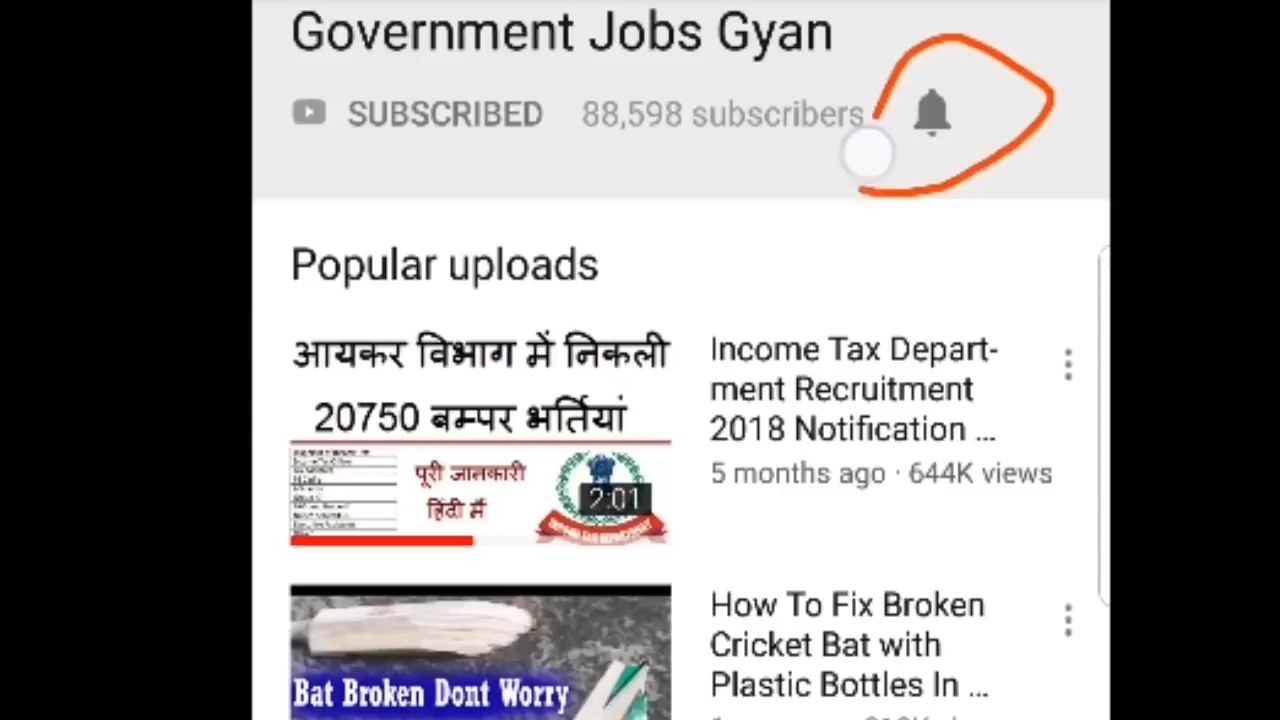 Government Jobs Gyan
SUBSCRIBED 88,598 subscribers
Popular uploads
आयकर विभाग में निकली
20750 बम्पर भर्तियां
पूरी जानकारी
हिंदी में
2:01
Income Tax Depart-
ment Recruitment
2018 Notification ...
5 months ago · 644K views
Bat Broken Dont Worry
How To Fix Broken
Cricket Bat with
Plastic Bottles In ...